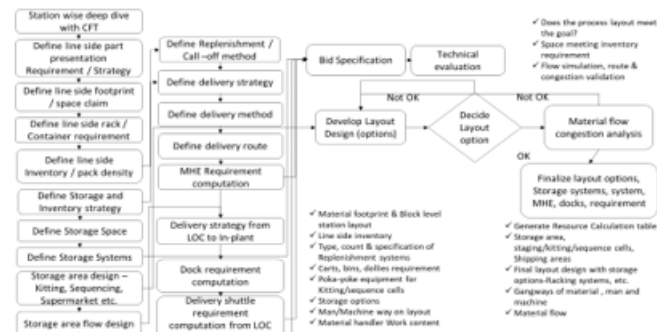 Station wise deep dive
with CFT
Define line side part
presentation
Requirement / Strategy
Define line side footprint
/ space claim
Define line side rack /
Container requirement
Define line side
Inventory / pack density
Define Storage and
Inventory strategy
Define Storage Space
Define Storage Systems
Storage area design –
Kitting, Sequencing,
Supermarket etc.
Storage area flow design
Define Replenishment /
Call –off method
Define delivery strategy
Define delivery method
Define delivery route
MHE Requirement
computation
Delivery strategy from
LOC to In-plant
Dock requirement
computation
Delivery shuttle
requirement
computation from LOC
Bid Specification
Technical
evaluation
✓ Does the process layout meet
the goal?
✓ Space meeting inventory
requirement
✓ Flow simulation, route &
congestion validation
Not OK
Not OK
Develop Layout
Design (options)
Decide
Layout
option
Material flow
congestion analysis
OK
Finalize layout options,
Storage systems, system,
MHE, docks, requirement
✓ Material footprint & Block level
station layout
✓ Line side inventory
✓ Type, count & specification of
Replenishment systems
✓ Carts, bins, dollies requirement
✓ Poka-yoke equipment for
Kitting/sequence cells
✓ Storage options
✓ Man/Machine way on layout
✓ Material handler Work content
✓ Generate Resource Calculation table
✓ Storage area,
staging/kitting/sequence cells,
Shipping areas
✓ Final layout design with storage
options-Racking systems, etc.
✓ Gangways of material , man and
machine
✓ Material flow